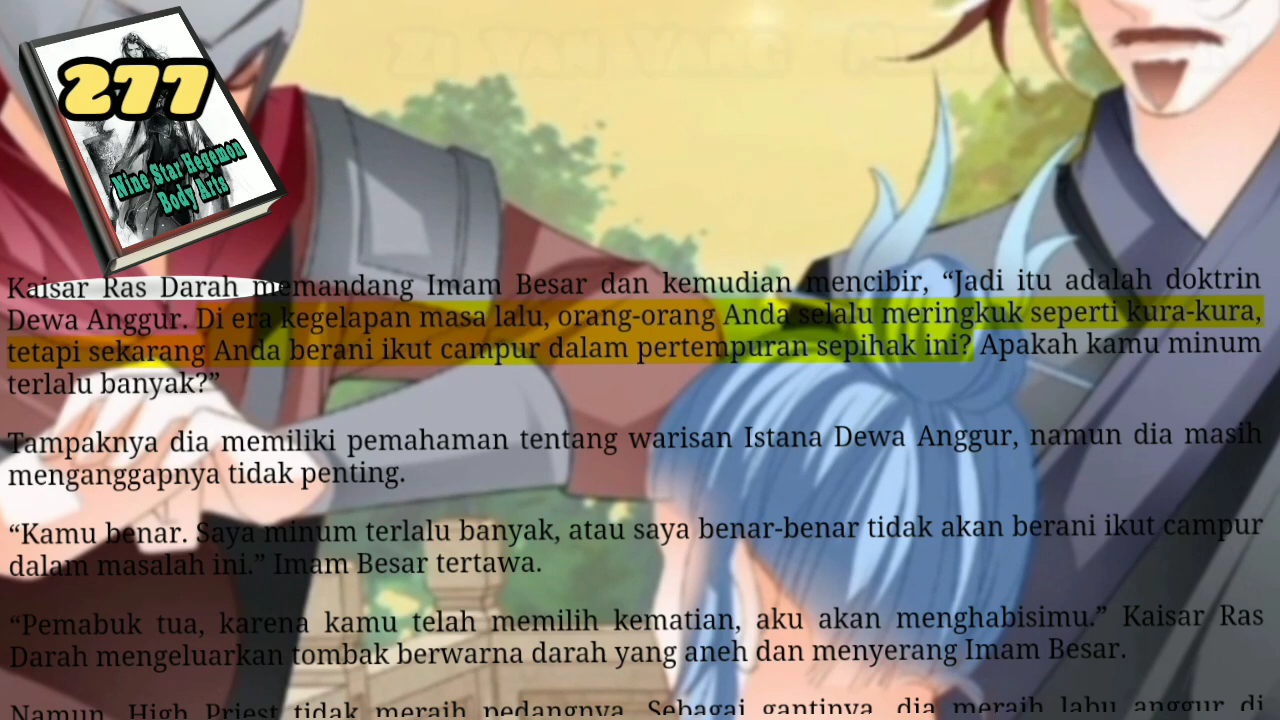 277
Nine Star Hegemon
Body Arts
Kaisar Ras Darah memandang Imam Besar dan kemudian mencibir, “Jadi itu adalah doktrin
Dewa Anggur. Di era kegelapan masa lalu, orang-orang Anda selalu meringkuk seperti kura-kura,
tetapi sekarang Anda berani ikut campur dalam pertempuran sepihak ini? Apakah kamu minum
terlalu banyak?”
Tampaknya dia memiliki pemahaman tentang warisan Istana Dewa Anggur, namun dia masih
menganggapnya tidak penting.
“Kamu benar. Saya minum terlalu banyak, atau saya benar-benar tidak akan berani ikut campur
dalam masalah ini.” Imam Besar tertawa.
“Pemabuk tua, karena kamu telah memilih kematian, aku akan menghabisimu.” Kaisar Ras
Darah mengeluarkan tombak berwarna darah yang aneh dan menyerang Imam Besar.
Namun, High Priest tidak meraih pedangnya. Sebagai gantinya, dia meraih labu anggur di